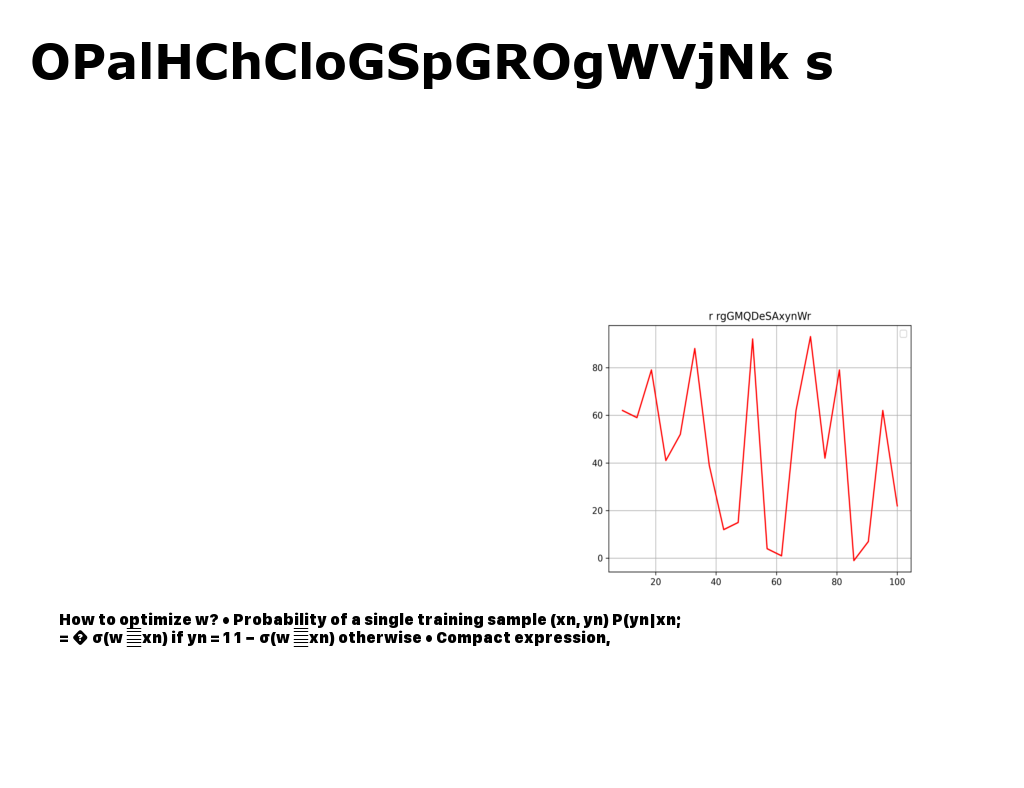 OPalHChCloGSpGROgWVjNk s
r rgGMQDeSAxynWr
80
60
40
20
0
20 40 60 80 100
How to optimize w? • Probability of a single training sample (xn, yn) P(yn|xn;
= � σ(w xn) if yn = 1 1 − σ(w xn) otherwise • Compact expression,